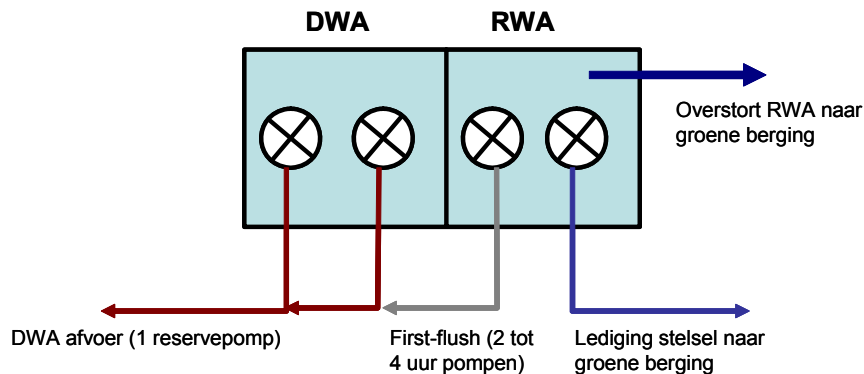 DWA
RWA
Overstort RWA naar
groene berging
DWA afvoer (1 reservepomp)
First-flush (2 tot
4 uur pompen)
Lediging stelsel naar
groene berging